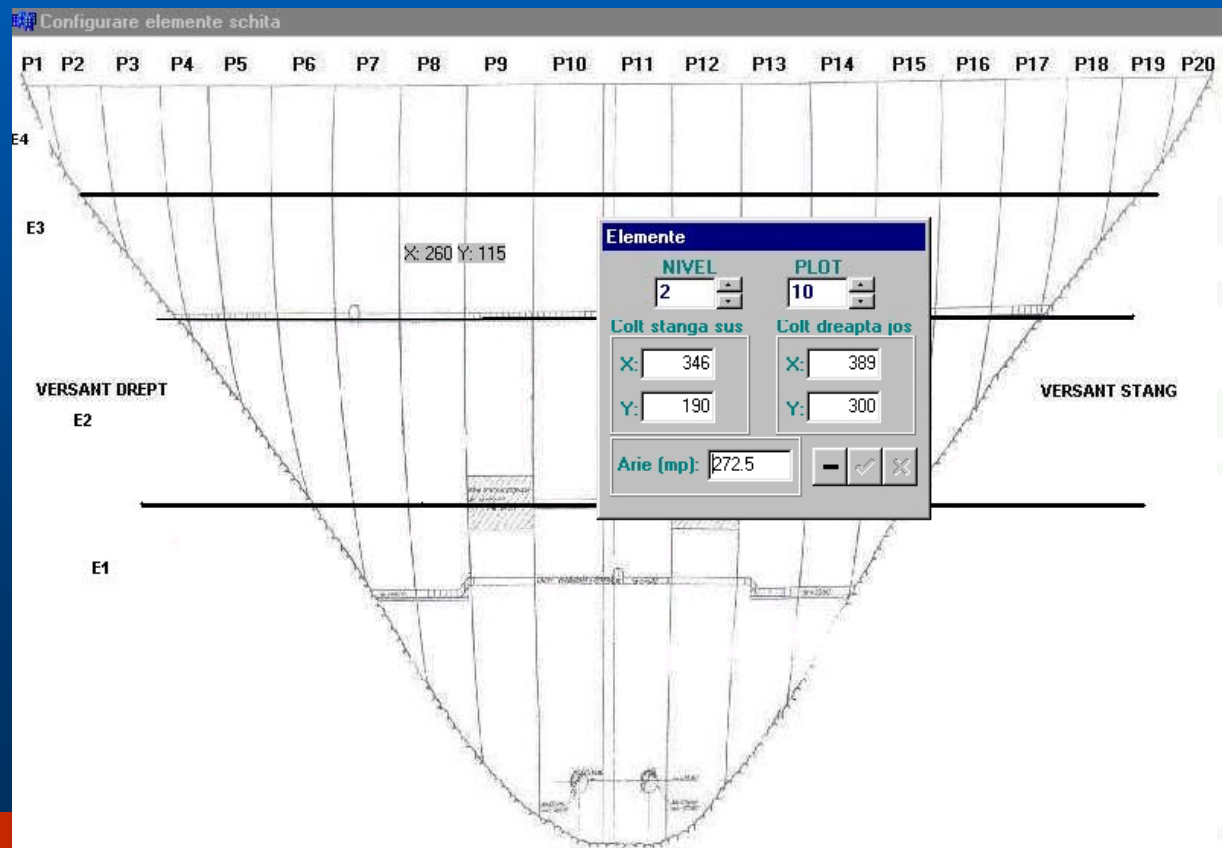 Configurare elemente schita
P1 P2 P3 P4 P5 P6 P7 P8 P9 P10 P11 P12 P13 P14 P15 P16 P17 P18 P19 P20
E4
E3
X: 260 Y: 115
Elemente
NIVEL PLOT
2 10
Colt stanga sus Colt dreapta jos
X: 346 X: 389
Y: 190 Y: 300
Arie (mp): 272.5
VERSANT DREPT
VERSANT STANG
E2
E1